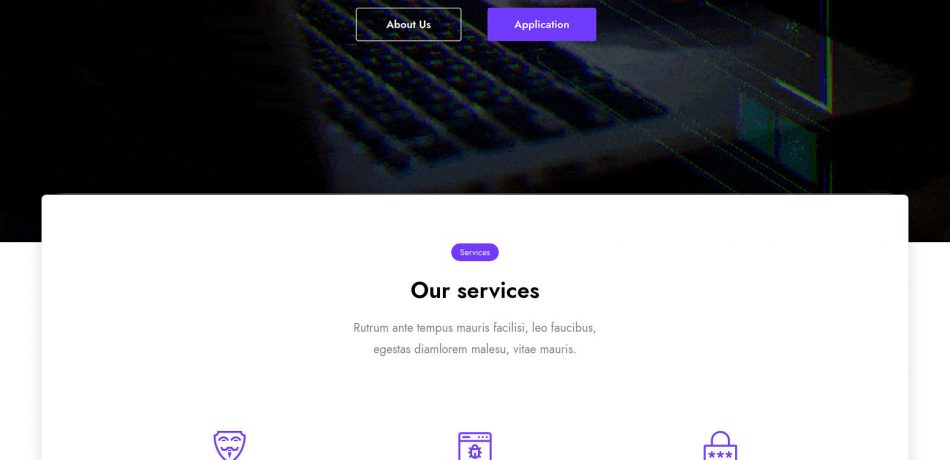 About Us
Application
Services
Our services
Rutrum ante tempus mauris facilisi, leo faucibus,
egestas diamlorem malesu, vitae mauris.